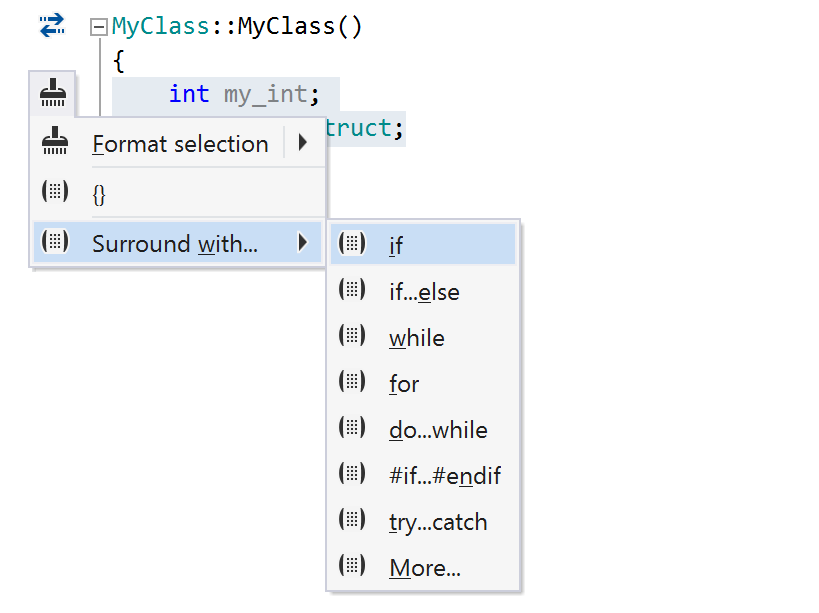 MyClass::MyClass()
{
int my_int;
truct;
Format selection
{}
Surround with...
if
if...else
while
for
do...while
#if...#endif
try...catch
More...